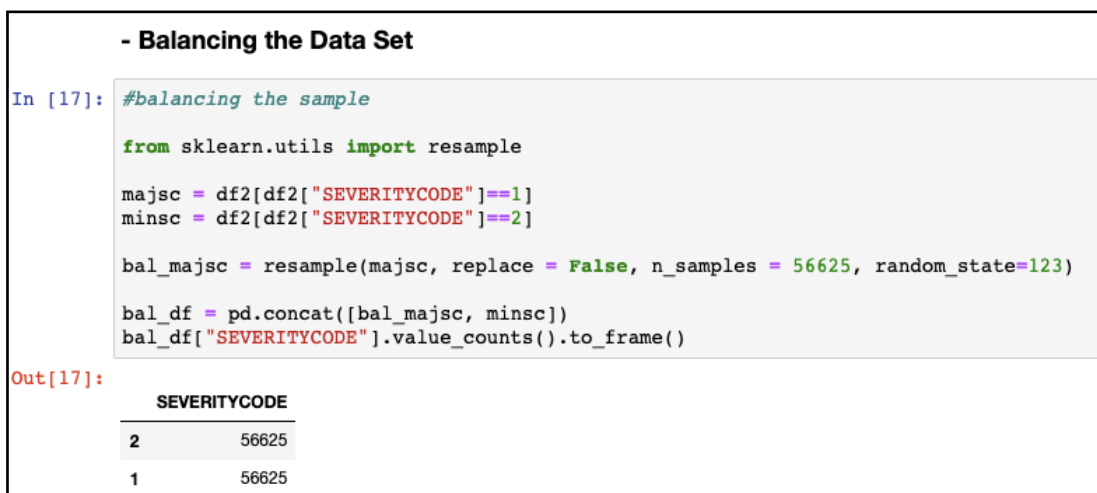 - Balancing the Data Set
In [17]: #balancing the sample
from sklearn.utils import resample
majsc = df2[df2["SEVERITYCODE"]==1]
minsc = df2[df2["SEVERITYCODE"]==2]
bal_majsc = resample(majsc, replace = False, n_samples = 56625, random_state=123)
bal_df = pd.concat([bal_majsc, minsc])
bal_df["SEVERITYCODE"].value_counts().to_frame()
Out[17]:
SEVERITYCODE
2 56625
1 56625